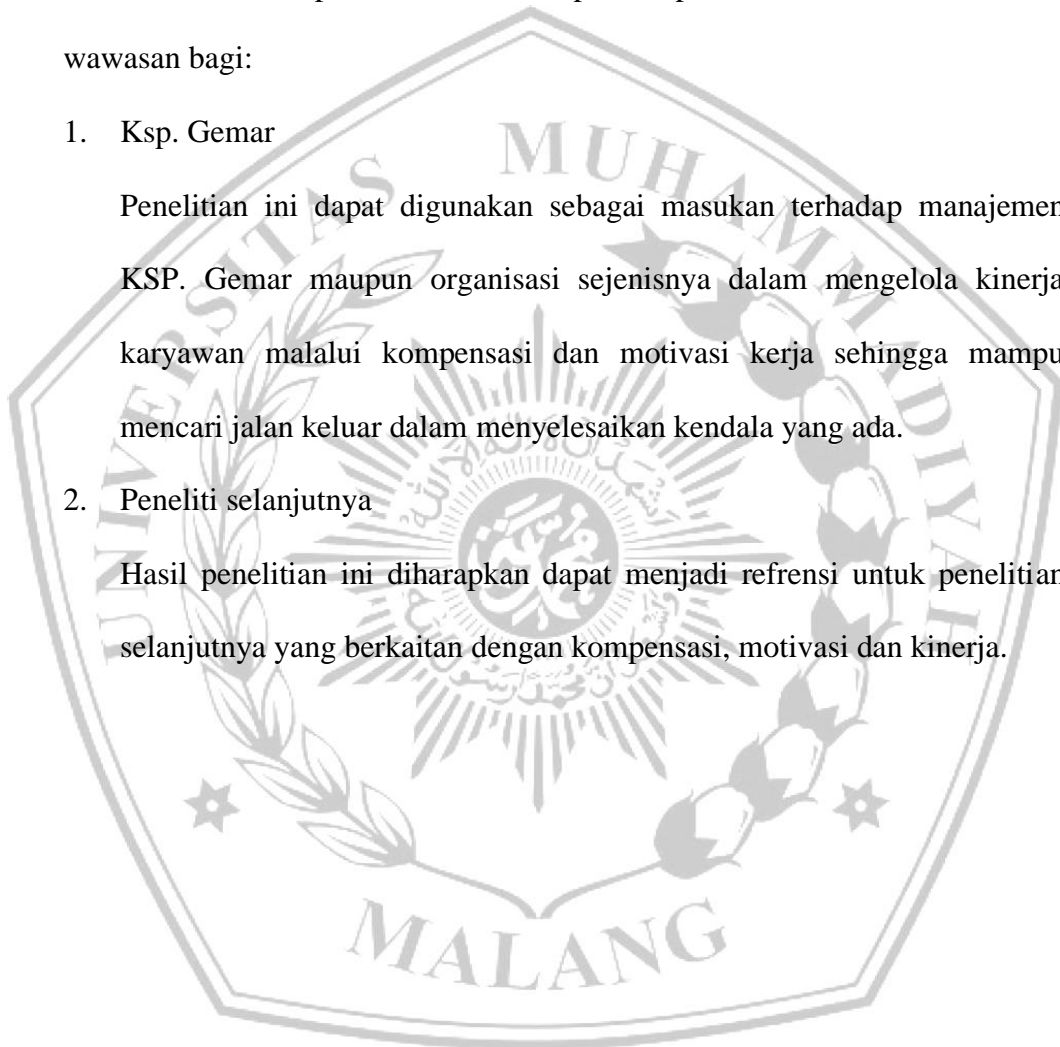 wawasan bagi:
1. Ksp. Gemar
Penelitian ini dapat digunakan sebagai masukan terhadap manajemen
KSP. Gemar maupun organisasi sejenisnya dalam mengelola kinerja
karyawan malalui kompensasi dan motivasi kerja sehingga mampu
mencari jalan keluar dalam menyelesaikan kendala yang ada.
2. Peneliti selanjutnya
Hasil penelitian ini diharapkan dapat menjadi refrensi untuk penelitian
selanjutnya yang berkaitan dengan kompensasi, motivasi dan kinerja.
UNIVERSITAS MUHAMMADIYAH
MALANG